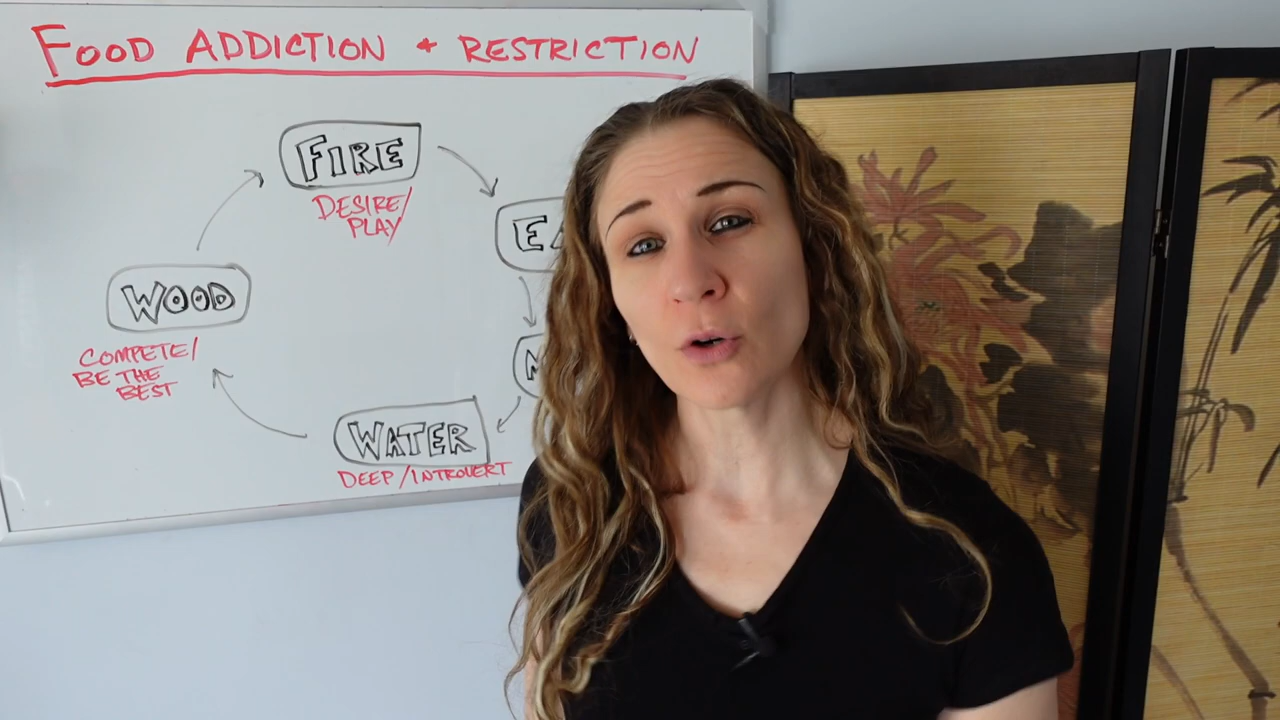 FOOD ADDICTION + RESTRICTION
FIRE
DESIRE/
PLAY
WOOD
COMPETE/
BE THE
BEST
WATER
DEEP/INTROVERT